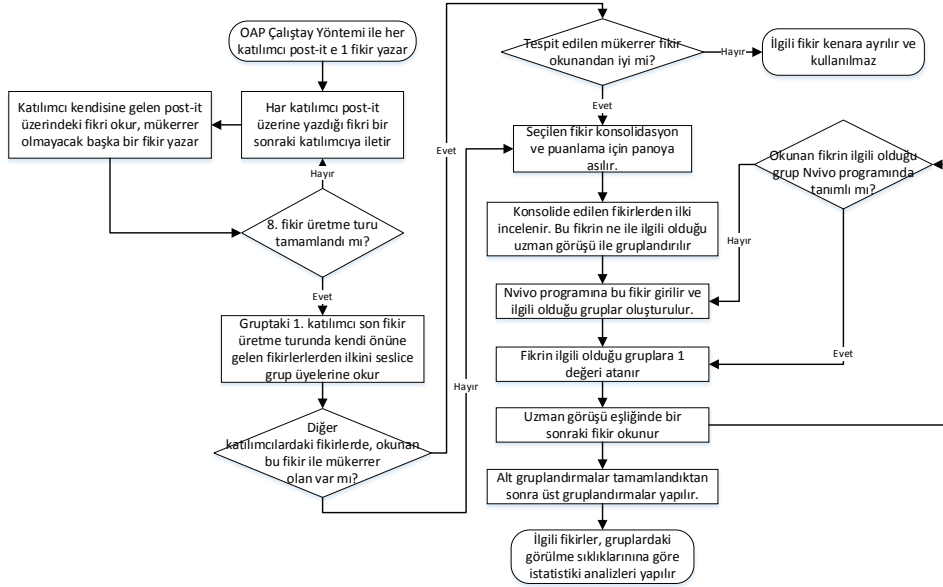 OAP Çalıştay Yöntemi ile her
katılımcı post-it e 1 fikir yazar
Katılımcı kendisine gelen post-it
üzerindeki fikri okur, mükerrer
olmayacak başka bir fikir yazar
Har katılımcı post-it
üzerine yazdığı fikri bir
sonraki katılımcıya iletir
Hayır
8. fikir üretme turu
tamamlandı mı?
Evet
Gruptaki 1. katılımcı son fikir
üretme turunda kendi önüne
gelen fikirlerlerden ilkini seslice
grup üyelerine okur
Diğer
katılımcılardaki fikirlerde, okunan
bu fikir ile mükerrer
olan var mı?
Evet
Hayır
Tespit edilen mükerrer fikir
okunandan iyi mi?
Hayır
İlgili fikir kenara ayrılır ve
kullanılmaz
Evet
Seçilen fikir konsolidasyon
ve puanlama için panoya
asılır.
Konsolide edilen fikirlerden ilki
incelenir. Bu fikrin ne ile ilgili olduğu
uzman görüşü ile gruplandırılır
Okunan fikrin ilgili olduğu
grup Nvivo programında
tanımlı mı?
Hayır
Evet
Nvivo programına bu fikir girilir ve
ilgili olduğu gruplar oluşturulur.
Fikrin ilgili olduğu gruplara 1
değeri atanır
Uzman görüşü eşliğinde bir
sonraki fikir okunur
Alt gruplandırmalar tamamlandıktan
sonra üst gruplandırmalar yapılır.
İlgili fikirler, gruplardaki
görülme sıklıklarınına göre
istatistiki analizleri yapılır